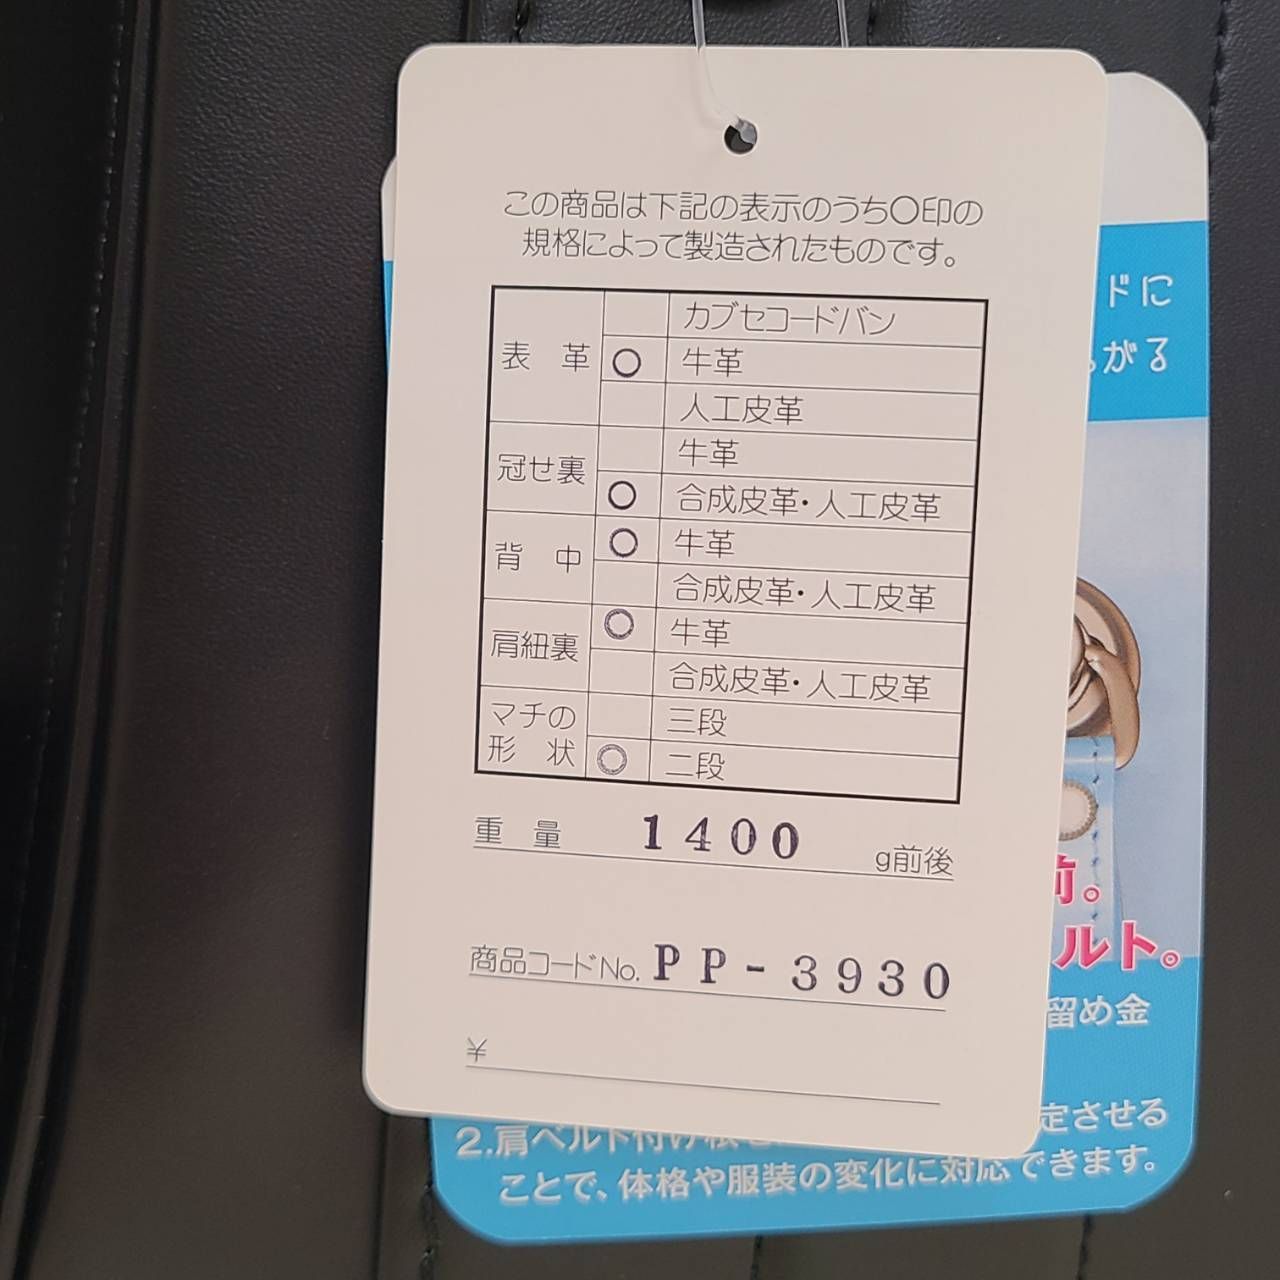 この商品は下記の表示のうち○印の
規格によって製造されたものです。
表　革
カブセコードバン
○ 牛革
人工皮革
冠せ裏
牛革
○ 合成皮革・人工皮革
背　中
○ 牛革
合成皮革・人工皮革
肩紐裏
○ 牛革
合成皮革・人工皮革
マチの
形　状
三段
○ 二段
重　量 1400 g前後
商品コードNo. PP-3930
¥
ドに
がる
前。
ルト。
留め金
定させる
2.肩ベルト付け根
ことで、体格や服装の変化に対応できます。